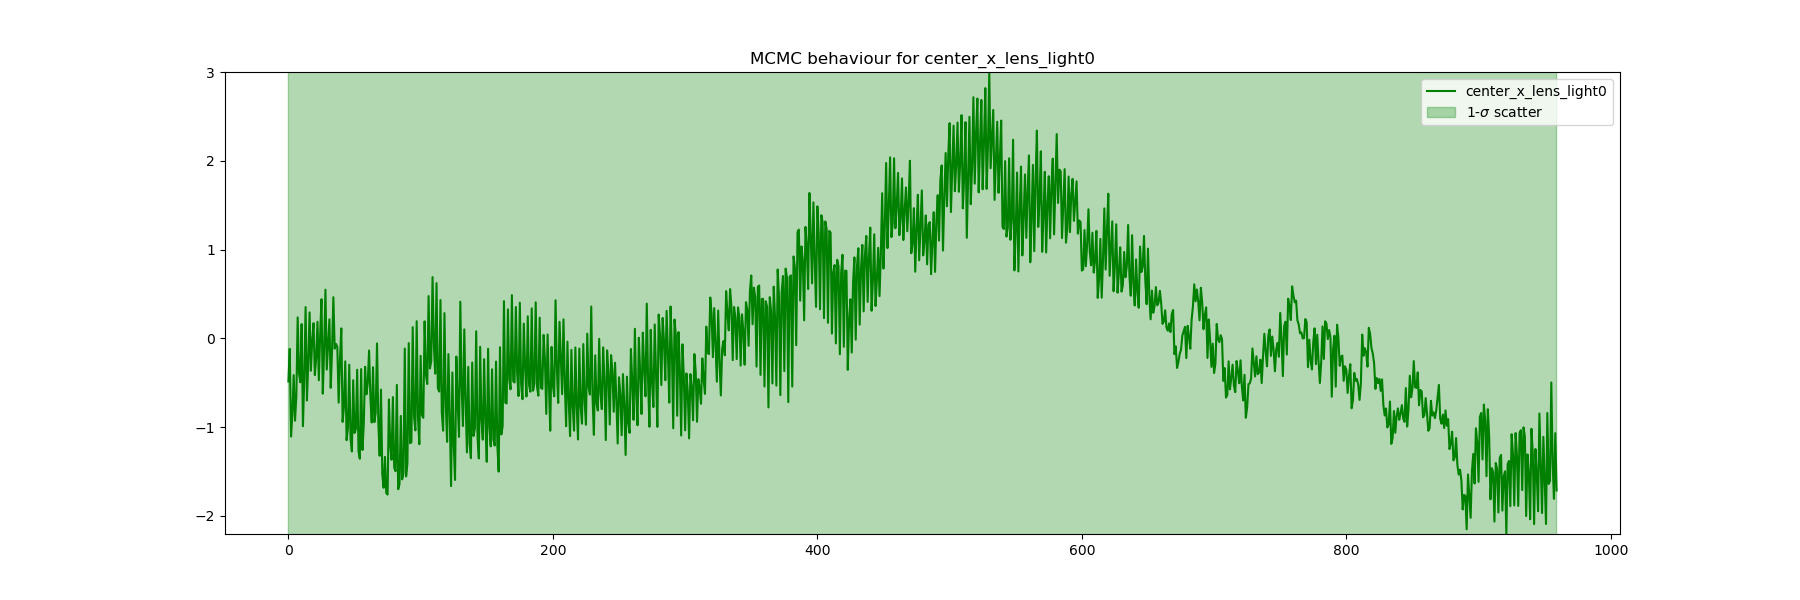 MCMC behaviour for center_x_lens_light0
3
center_x_lens_light0
1-σ scatter
2
1
0
−1
−2
0 200 400 600 800 1000